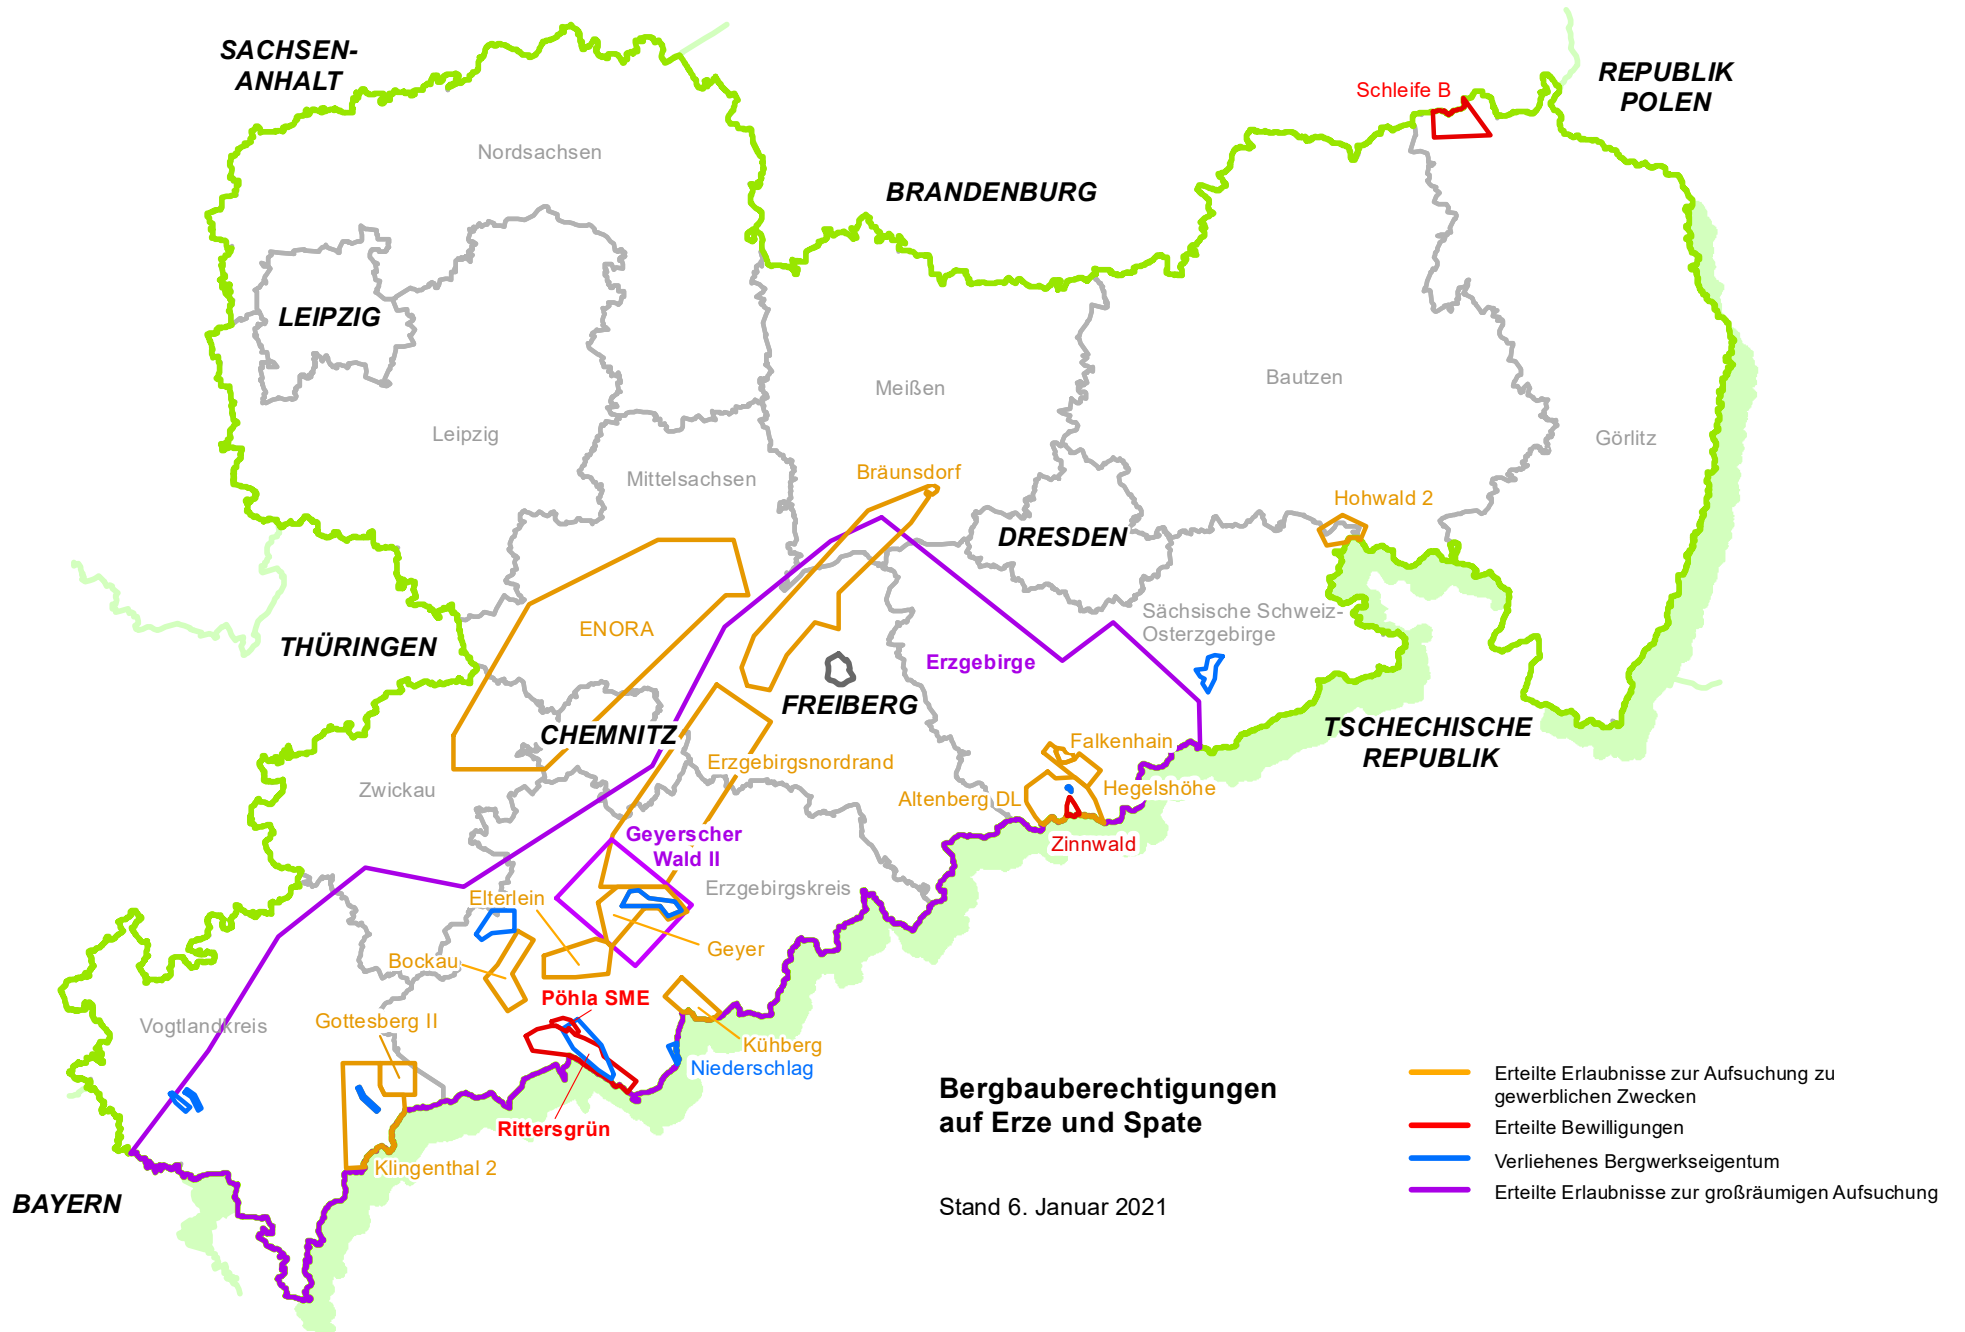 SACHSEN-
ANHALT
REPUBLIK
POLEN
Schleife B
Nordsachsen
BRANDENBURG
LEIPZIG
Meißen
Bautzen
Leipzig
Görlitz
Mittelsachsen
Bräunsdorf
Hohwald 2
DRESDEN
Sächsische Schweiz-
Osterzgebirge
ENORA
THÜRINGEN
Erzgebirge
FREIBERG
CHEMNITZ
TSCHECHISCHE
REPUBLIK
Falkenhain
Erzgebirgsnordrand
Zwickau
Hegelshöhe
Altenberg DL
Geyerscher
Wald II
Zinnwald
Erzgebirgskreis
Elterlein
Geyer
Bockau
Pöhla SME
Gottesberg II
Vogtlandkreis
Kühberg
Niederschlag
Rittersgrün
Klingenthal 2
BAYERN
Bergbauberechtigungen
auf Erze und Spate
Stand 6. Januar 2021
Erteilte Erlaubnisse zur Aufsuchung zu
gewerblichen Zwecken
Erteilte Bewilligungen
Verliehenes Bergwerkseigentum
Erteilte Erlaubnisse zur großräumigen Aufsuchung